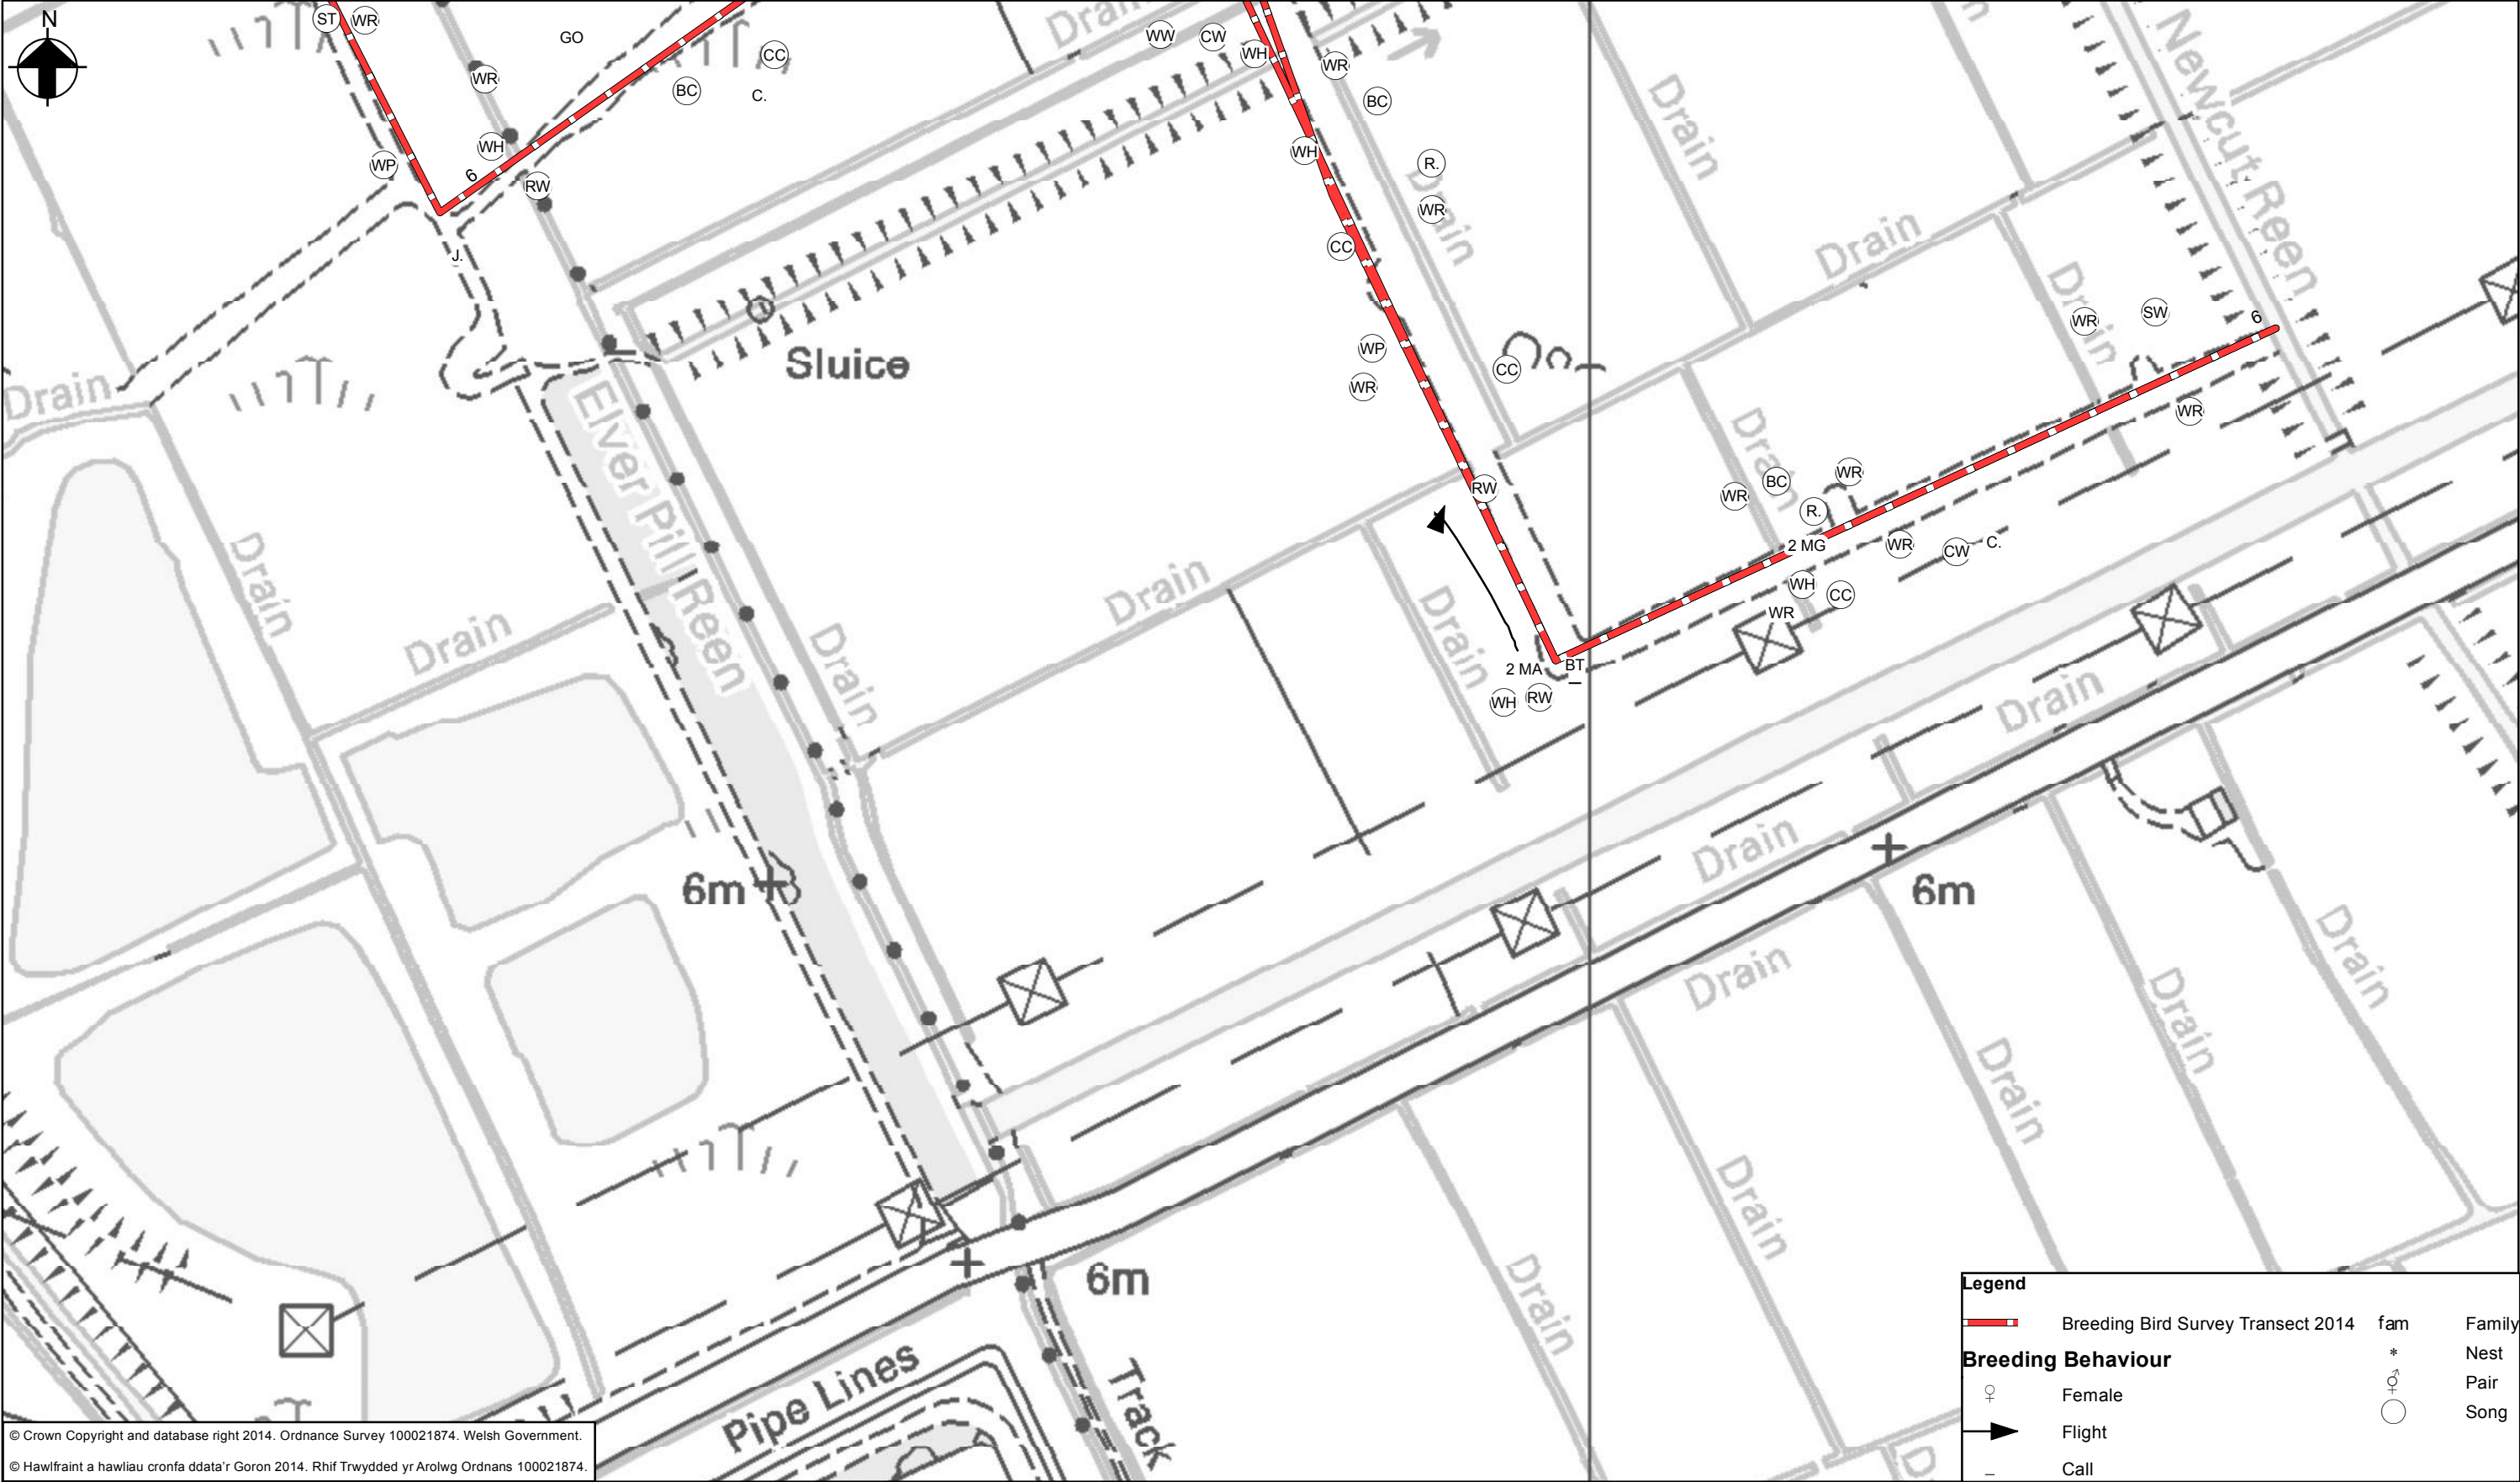 N
ST WR
GO
WR
CC
BC C.
WH
WP
6
RW
J.
Drain
WW CW WH WR
BC
WH
R.
WR
Drain
CC
WP
WR
CC
RW
2 MA BT
WH RW
Drain
Newcut Reen
Drain
Drain
WR SW 6
WR
Drain
WR BC WR
R.
2 MG WR CW C.
WH CC
WR
Sluice
Drain
Elver Pill Reen
Drain
Drain
Drain
Drain
Drain
Drain
6m
Drain
6m
Drain
Drain
Drain
Drain
Drain
Drain
6m
Pipe Lines
Track
Legend
Breeding Bird Survey Transect 2014
Breeding Behaviour
♀ Female
Flight
_ Call
fam Family
* Nest
Pair
Song
© Crown Copyright and database right 2014. Ordnance Survey 100021874. Welsh Government.
© Hawlfraint a hawliau cronfa ddata'r Goron 2014. Rhif Trwydded yr Arolwg Ordnans 100021874.